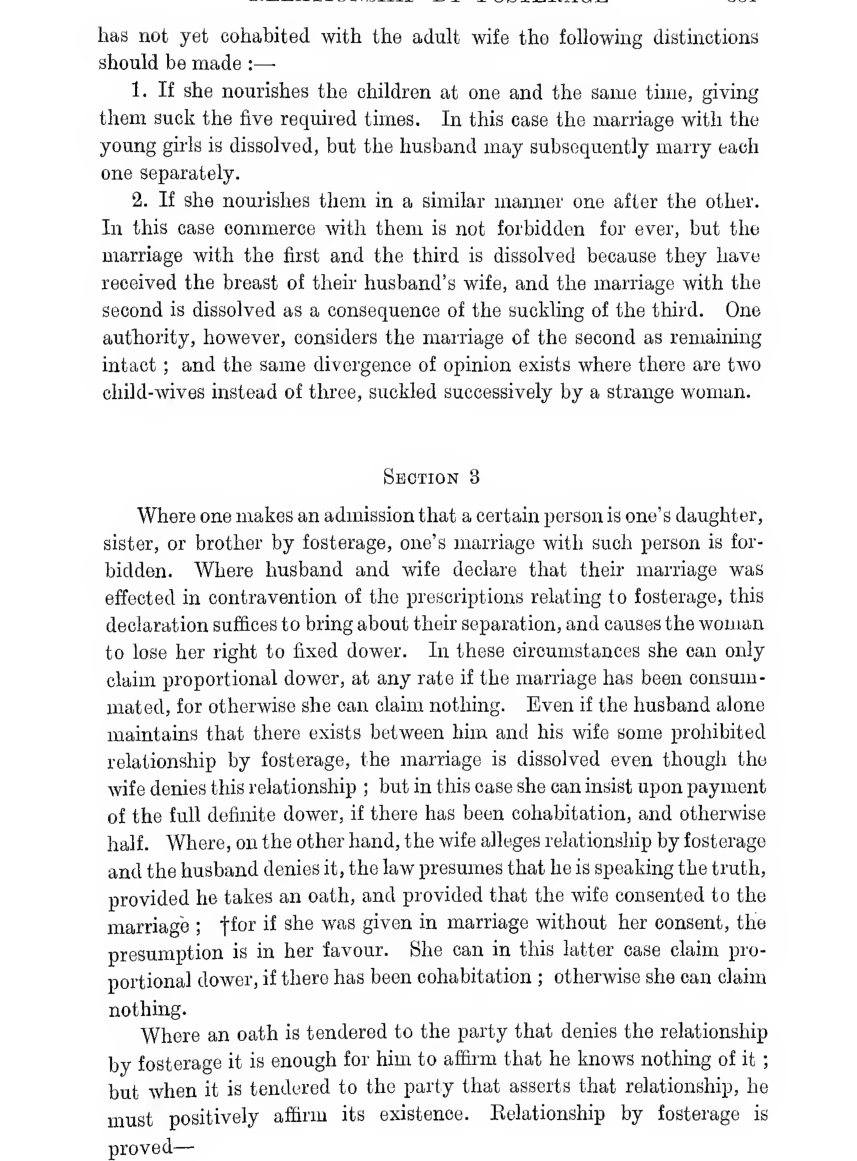 has not yet cohabited with the adult wife the following distinctions
should be made :—
1. If she nourishes the children at one and the same time, giving
them suck the five required times. In this case the marriage with the
young girls is dissolved, but the husband may subsequently marry each
one separately.
2. If she nourishes them in a similar manner one after the other.
In this case commerce with them is not forbidden for ever, but the
marriage with the first and the third is dissolved because they have
received the breast of their husband's wife, and the marriage with the
second is dissolved as a consequence of the suckling of the third. One
authority, however, considers the marriage of the second as remaining
intact ; and the same divergence of opinion exists where there are two
child-wives instead of three, suckled successively by a strange woman.
SECTION 3
Where one makes an admission that a certain person is one's daughter,
sister, or brother by fosterage, one's marriage with such person is for-
bidden. Where husband and wife declare that their marriage was
effected in contravention of the prescriptions relating to fosterage, this
declaration suffices to bring about their separation, and causes the woman
to lose her right to fixed dower. In these circumstances she can only
claim proportional dower, at any rate if the marriage has been consum-
mated, for otherwise she can claim nothing. Even if the husband alone
maintains that there exists between him and his wife some prohibited
relationship by fosterage, the marriage is dissolved even though the
wife denies this relationship ; but in this case she can insist upon payment
of the full definite dower, if there has been cohabitation, and otherwise
half. Where, on the other hand, the wife alleges relationship by fosterage
and the husband denies it, the law presumes that he is speaking the truth,
provided he takes an oath, and provided that the wife consented to the
marriage ; †for if she was given in marriage without her consent, the
presumption is in her favour. She can in this latter case claim pro-
portional dower, if there has been cohabitation ; otherwise she can claim
nothing.
Where an oath is tendered to the party that denies the relationship
by fosterage it is enough for him to affirm that he knows nothing of it ;
but when it is tendered to the party that asserts that relationship, he
must positively affirm its existence. Relationship by fosterage is
proved—